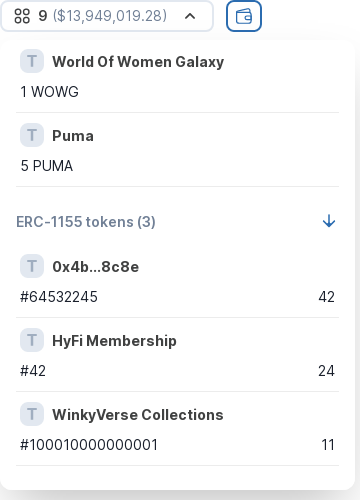 9 ($13,949,019.28)
T World Of Women Galaxy
1 WOWG
T Puma
5 PUMA
ERC-1155 tokens (3)
T 0x4b...8c8e
#64532245 42
T HyFi Membership
#42 24
T WinkyVerse Collections
#100010000000001 11